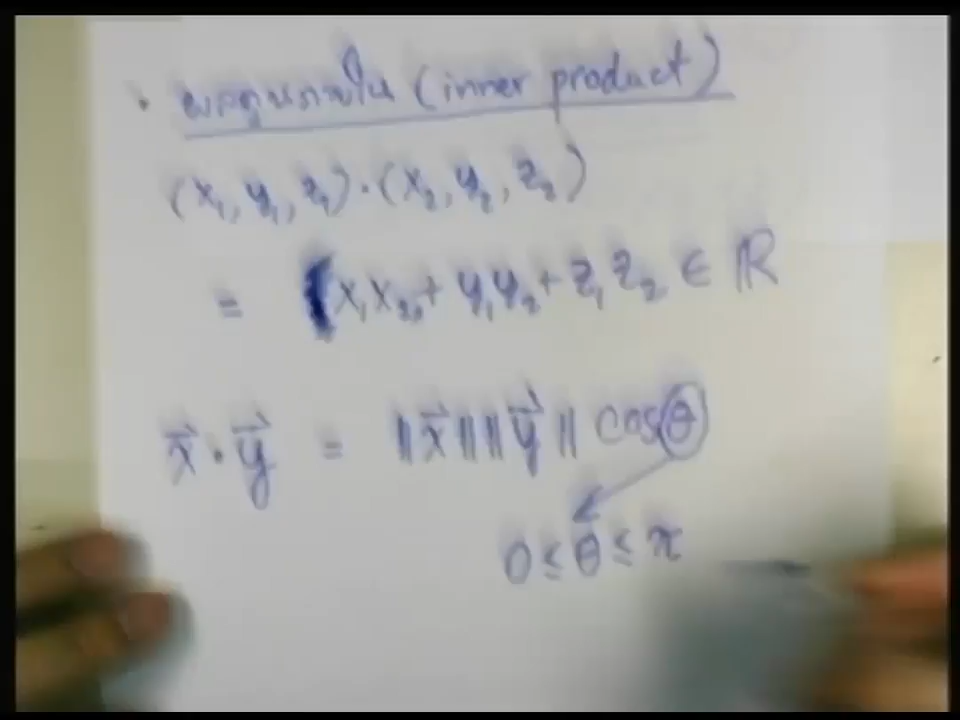 • ผลคูณภายใน (inner product)
(x₁, y₁, z₁) · (x₂, y₂, z₂)
= x₁x₂ + y₁y₂ + z₁z₂ ∈ ℝ
x⃗ · y⃗ = ‖x⃗‖‖y⃗‖ cos θ
0 ≤ θ ≤ π